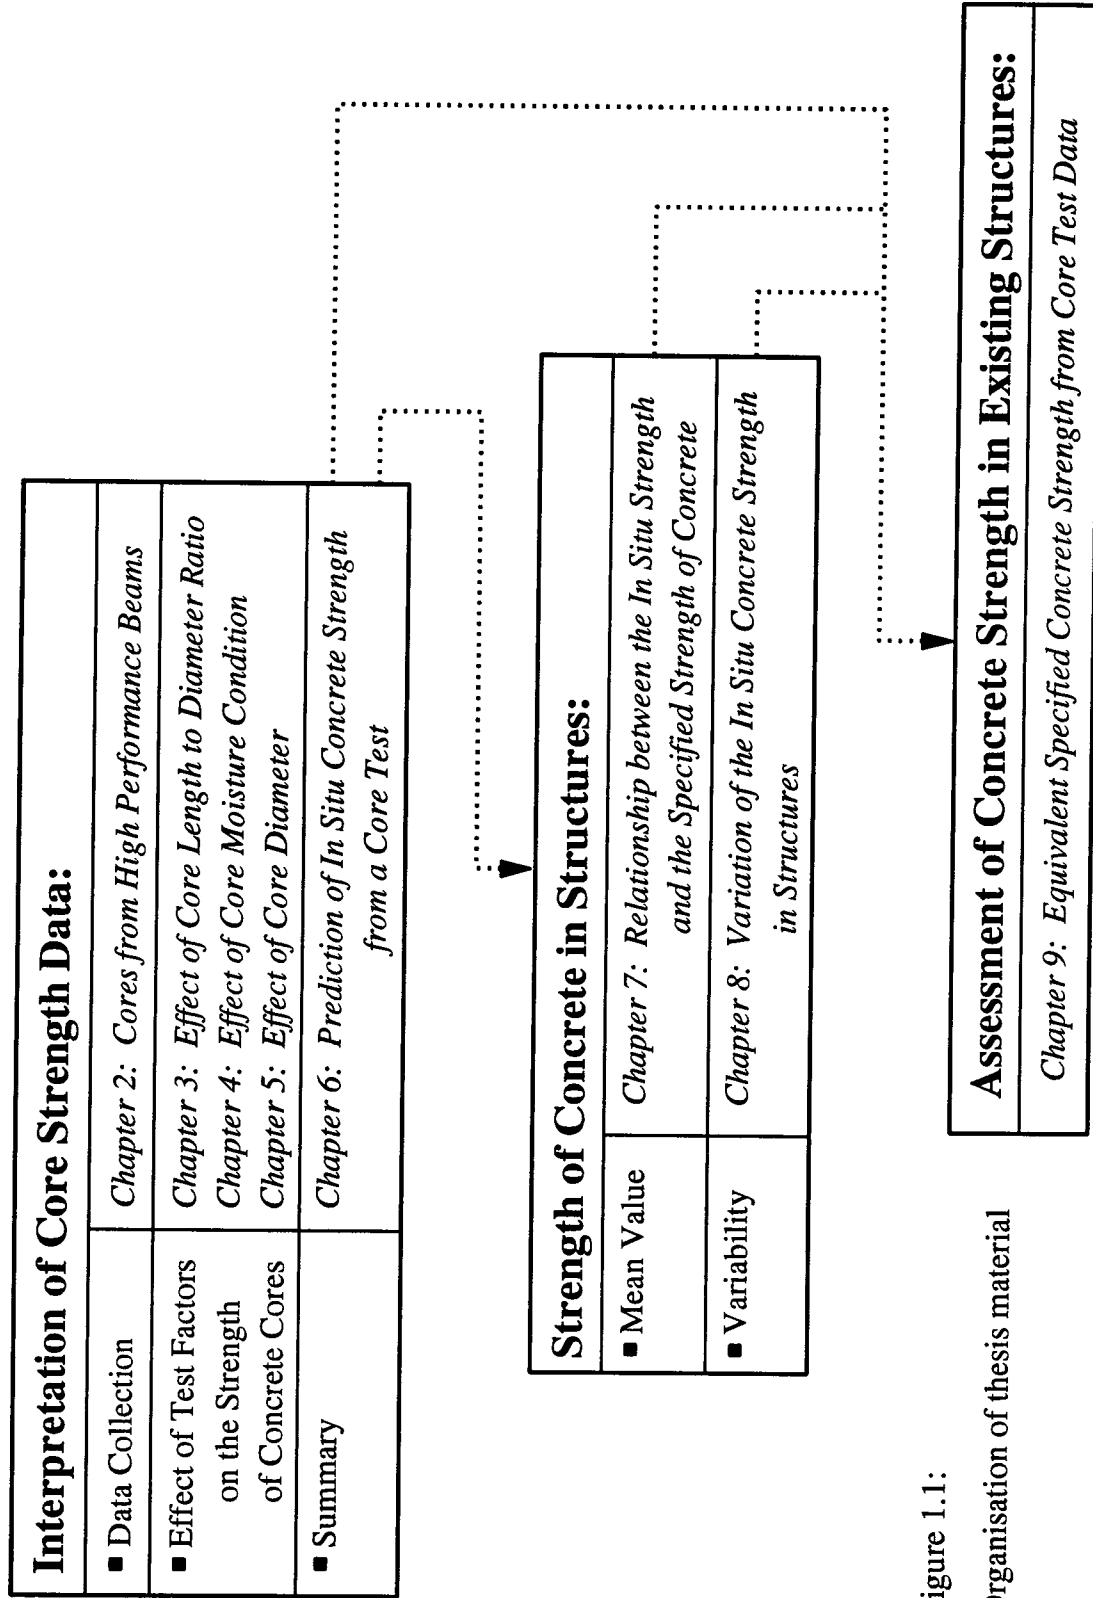 Interpretation of Core Strength Data:
▪ Data Collection
Chapter 2: Cores from High Performance Beams
▪ Effect of Test Factors
on the Strength
of Concrete Cores
Chapter 3: Effect of Core Length to Diameter Ratio
Chapter 4: Effect of Core Moisture Condition
Chapter 5: Effect of Core Diameter
▪ Summary
Chapter 6: Prediction of In Situ Concrete Strength
from a Core Test
Strength of Concrete in Structures:
▪ Mean Value
Chapter 7: Relationship between the In Situ Strength
and the Specified Strength of Concrete
▪ Variability
Chapter 8: Variation of the In Situ Concrete Strength
in Structures
Assessment of Concrete Strength in Existing Structures:
Chapter 9: Equivalent Specified Concrete Strength from Core Test Data
igure 1.1:
Organisation of thesis material